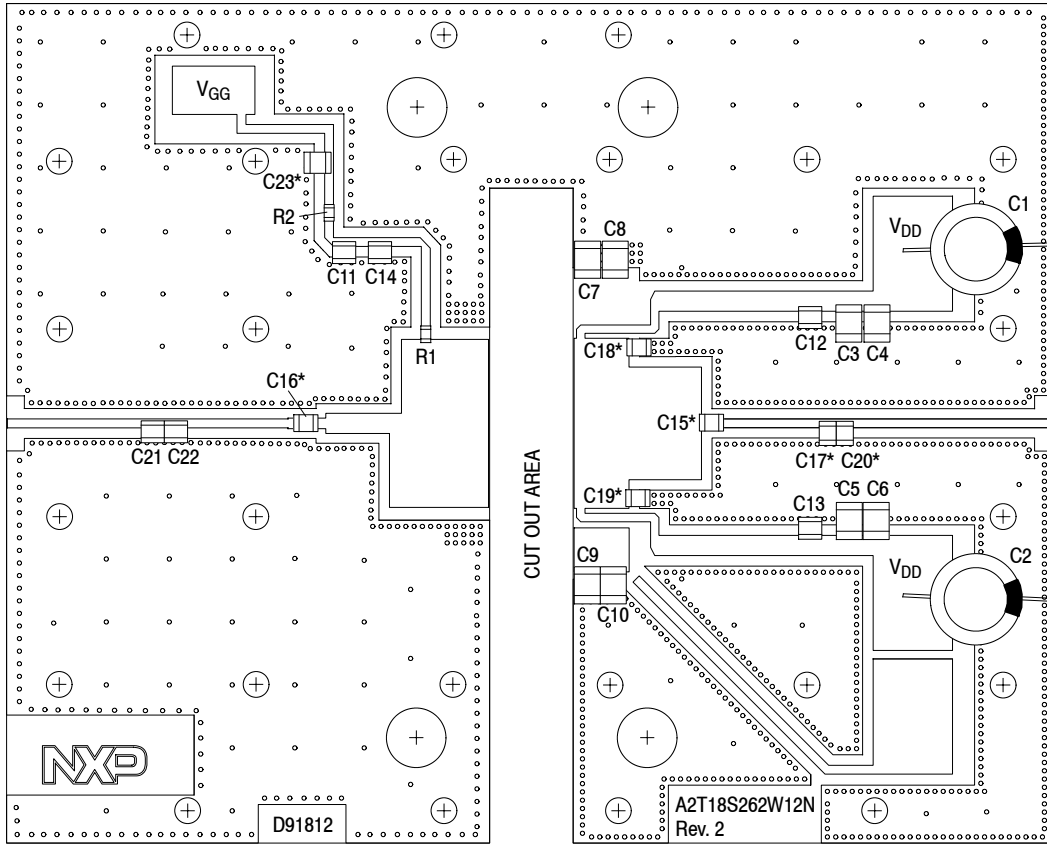 VGG
C23*
R2
C11 C14
R1
C16*
C21 C22
CUT OUT AREA
C8
C7
C1
VDD
C12
C3 C4
C18*
C15*
C17* C20*
C19*
C5 C6
C13
C9
C10
C2
VDD
NXP
D91812
A2T18S262W12N
Rev. 2